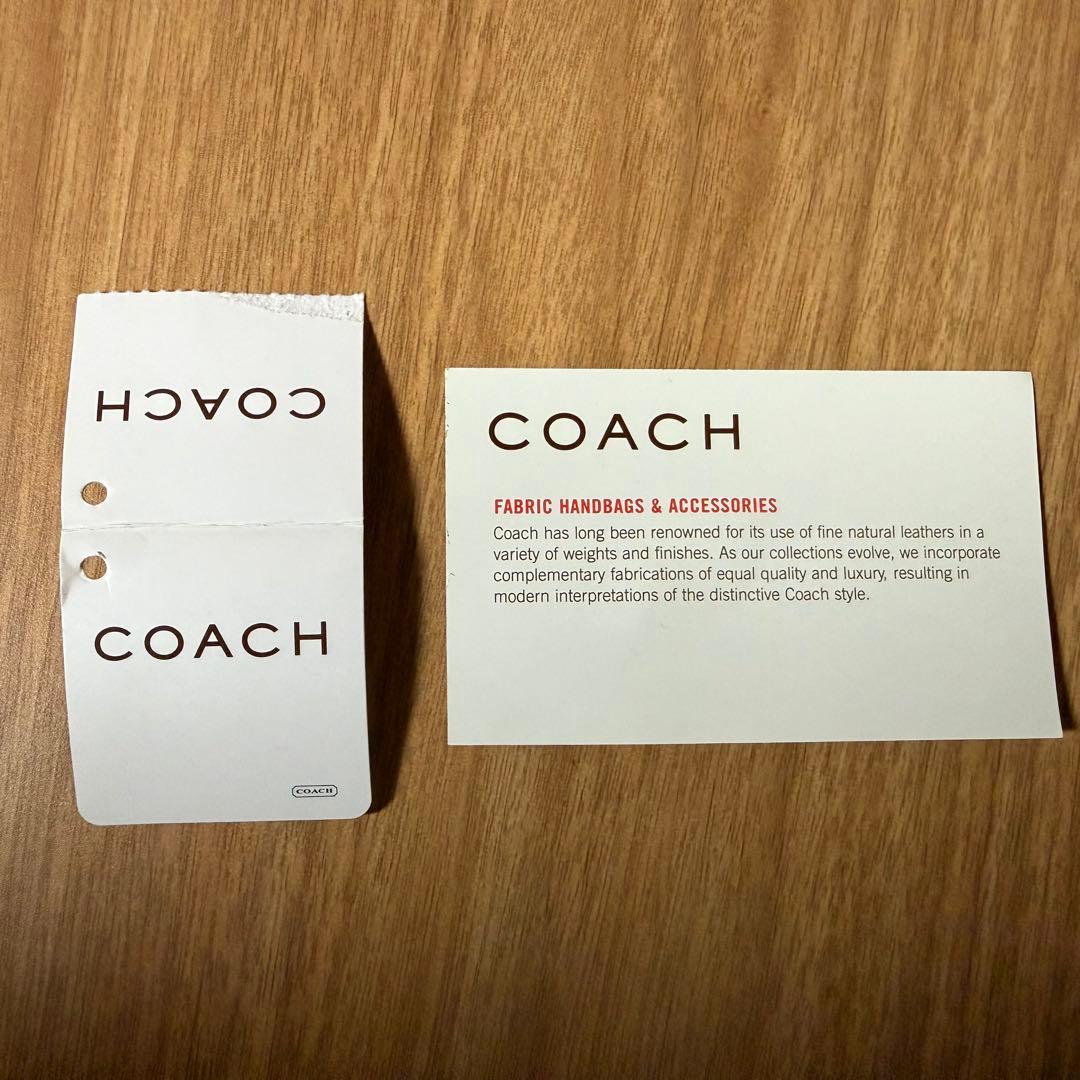 COACH
COACH
COACH
COACH
FABRIC HANDBAGS & ACCESSORIES
Coach has long been renowned for its use of fine natural leathers in a
variety of weights and finishes. As our collections evolve, we incorporate
complementary fabrications of equal quality and luxury, resulting in
modern interpretations of the distinctive Coach style.